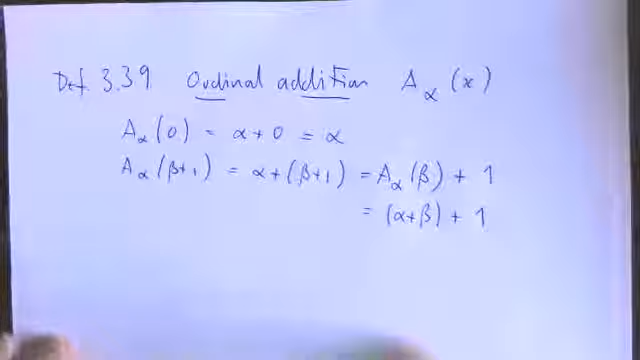 Def. 3.39 Ordinal addition A_α(x)
A_α(0) = α+0 = α
A_α(β+1) = α+(β+1) = A_α(β) + 1
= (α+β) + 1